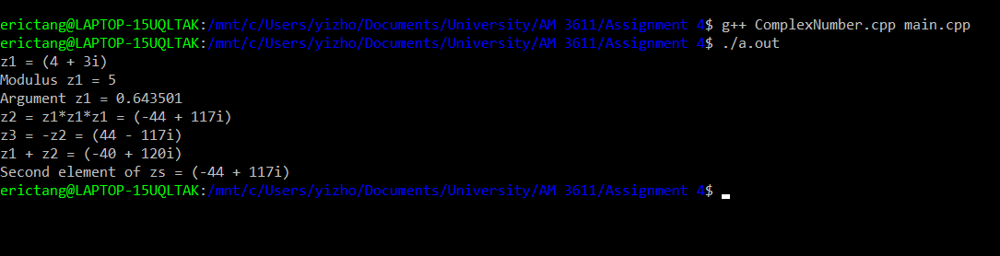 erictang@LAPTOP-15UQLTAK:/mnt/c/Users/yizho/Documents/University/AM 3611/Assignment 4$ g++ ComplexNumber.cpp main.cpp
erictang@LAPTOP-15UQLTAK:/mnt/c/Users/yizho/Documents/University/AM 3611/Assignment 4$ ./a.out
z1 = (4 + 3i)
Modulus z1 = 5
Argument z1 = 0.643501
z2 = z1*z1*z1 = (-44 + 117i)
z3 = -z2 = (44 - 117i)
z1 + z2 = (-40 + 120i)
Second element of zs = (-44 + 117i)
erictang@LAPTOP-15UQLTAK:/mnt/c/Users/yizho/Documents/University/AM 3611/Assignment 4$